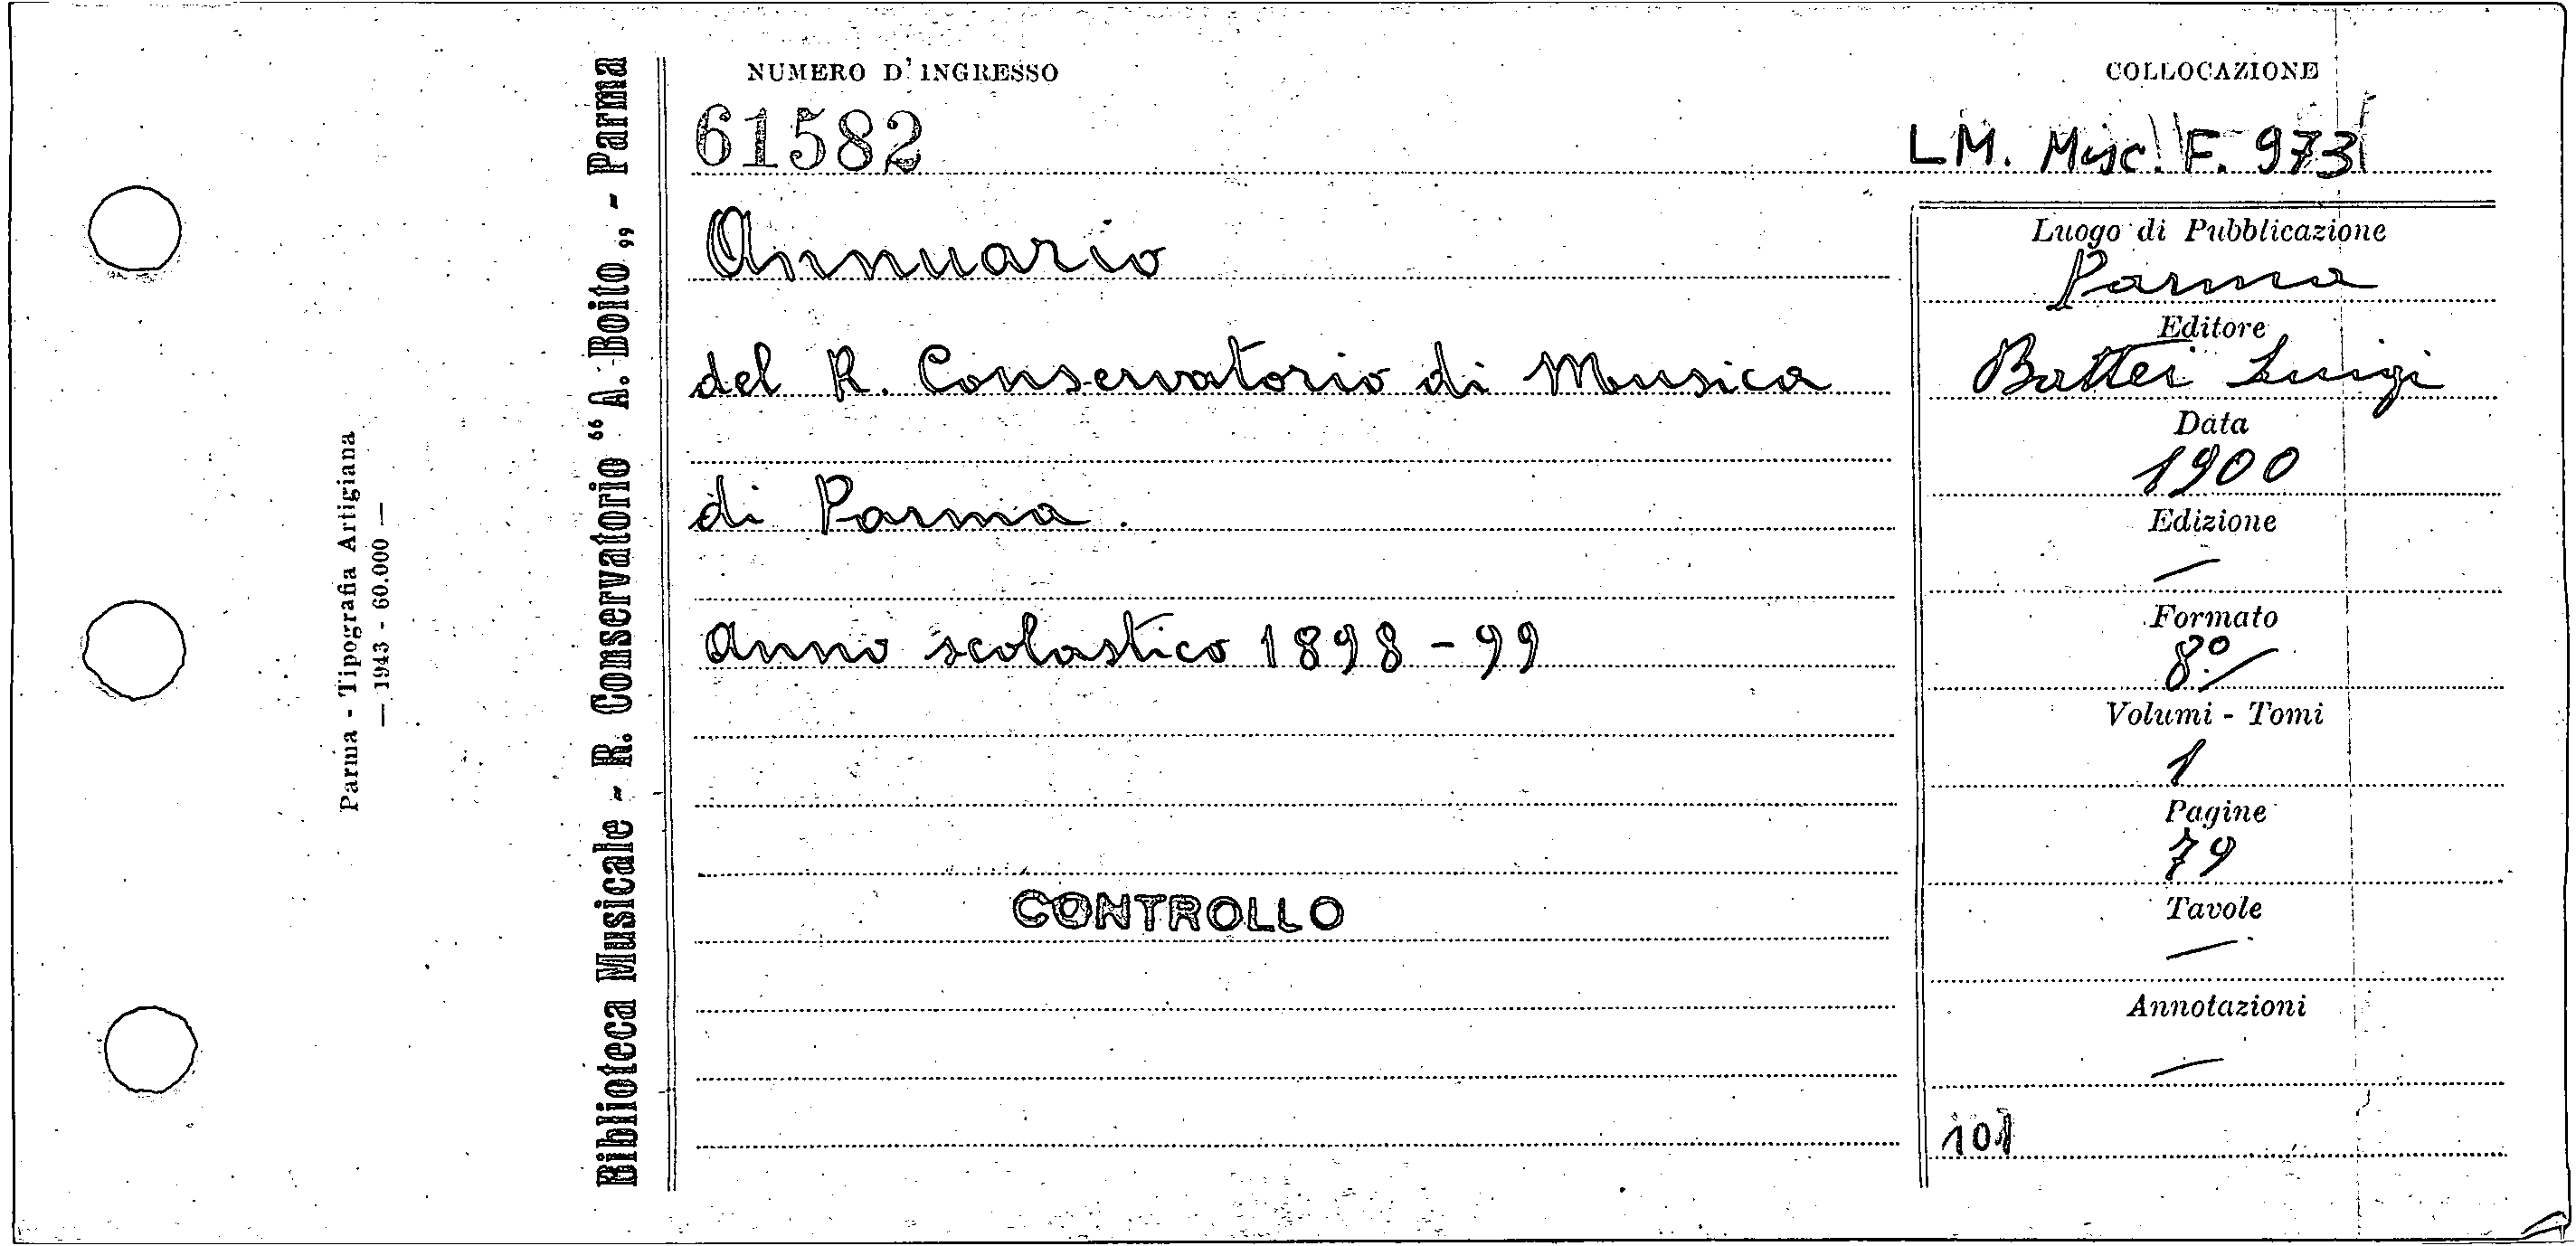 Parma - Tipografia Artigiana
— 1943 - 60.000 —
Biblioteca Musicale - R. Conservatorio “A. Boito„ - Parma
NUMERO D'INGRESSO
61582
COLLOCAZIONE
LM. Misc. F. 973
Annuario
del R. Conservatorio di Musica
di Parma.
Anno scolastico 1898-99
CONTROLLO
Luogo di Pubblicazione
Parma
Editore
Battei Luigi
Data
1900
Edizione
—
Formato
8º
Volumi - Tomi
1
Pagine
79
Tavole
—
Annotazioni
—
101